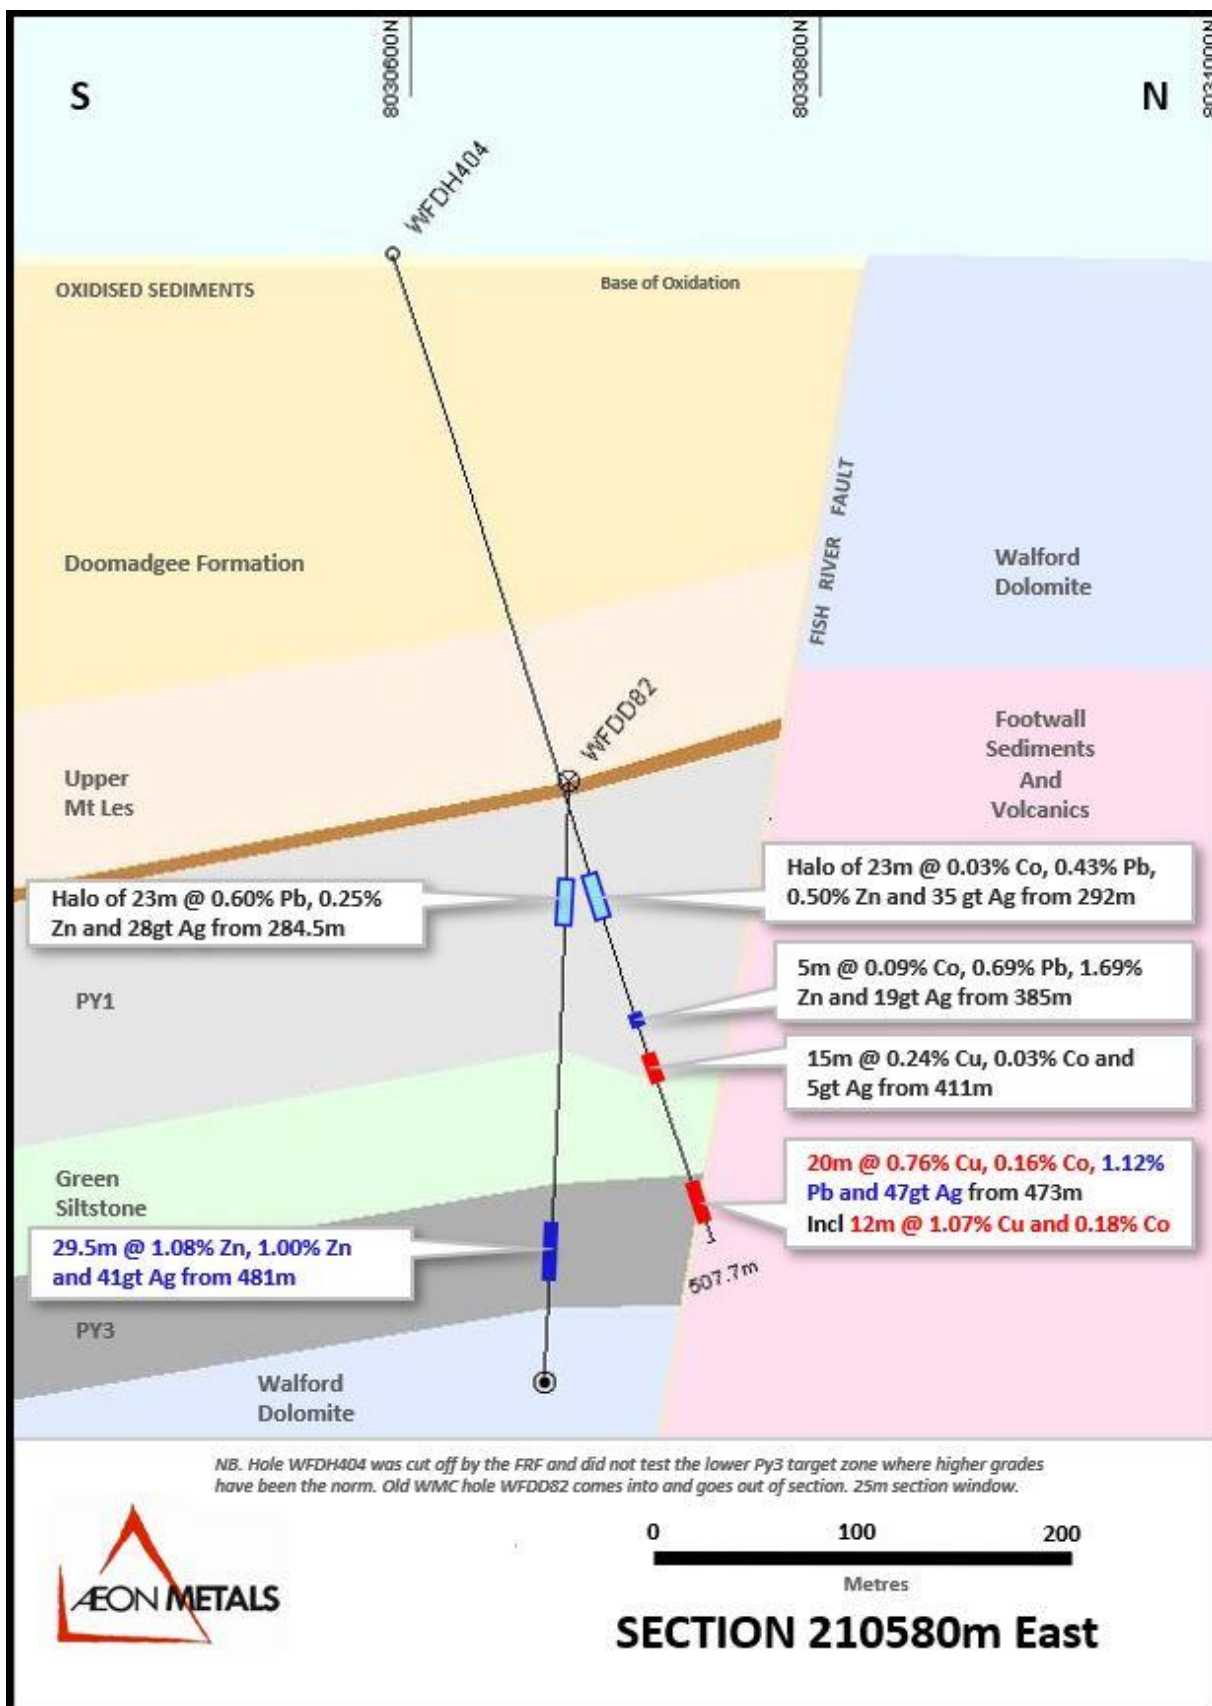 8030600N
8030800N
8031000N
S
N
WFDH404
OXIDISED SEDIMENTS
Base of Oxidation
FISH RIVER FAULT
Doomadgee Formation
Walford
Dolomite
WFDD82
Footwall
Sediments
And
Volcanics
Upper
Mt Les
Halo of 23m @ 0.60% Pb, 0.25%
Zn and 28gt Ag from 284.5m
Halo of 23m @ 0.03% Co, 0.43% Pb,
0.50% Zn and 35 gt Ag from 292m
5m @ 0.09% Co, 0.69% Pb, 1.69%
Zn and 19gt Ag from 385m
PY1
15m @ 0.24% Cu, 0.03% Co and
5gt Ag from 411m
Green
Siltstone
20m @ 0.76% Cu, 0.16% Co, 1.12%
Pb and 47gt Ag from 473m
Incl 12m @ 1.07% Cu and 0.18% Co
29.5m @ 1.08% Zn, 1.00% Zn
and 41gt Ag from 481m
507.7m
PY3
Walford
Dolomite
NB. Hole WFDH404 was cut off by the FRF and did not test the lower Py3 target zone where higher grades
have been the norm. Old WMC hole WFDD82 comes into and goes out of section. 25m section window.
0 100 200
Metres
ÆON METALS
SECTION 210580m East